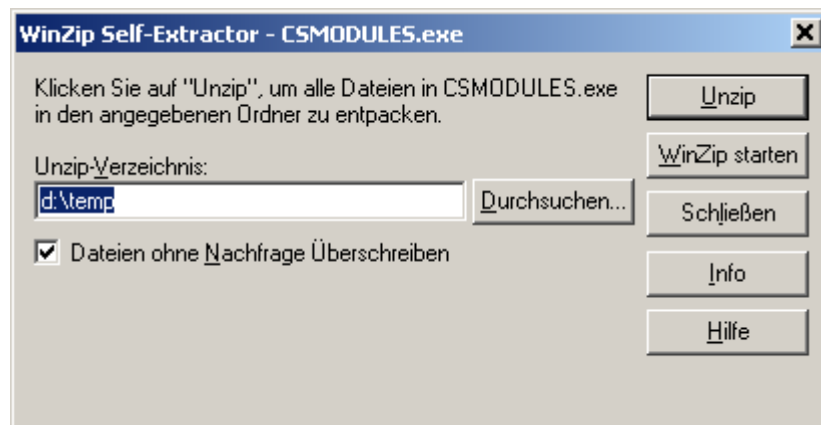 WinZip Self-Extractor - CSMODULES.exe
Klicken Sie auf "Unzip", um alle Dateien in CSMODULES.exe
in den angegebenen Ordner zu entpacken.
Unzip-Verzeichnis:
d:\temp
Durchsuchen...
Dateien ohne Nachfrage Überschreiben
Unzip
WinZip starten
Schließen
Info
Hilfe